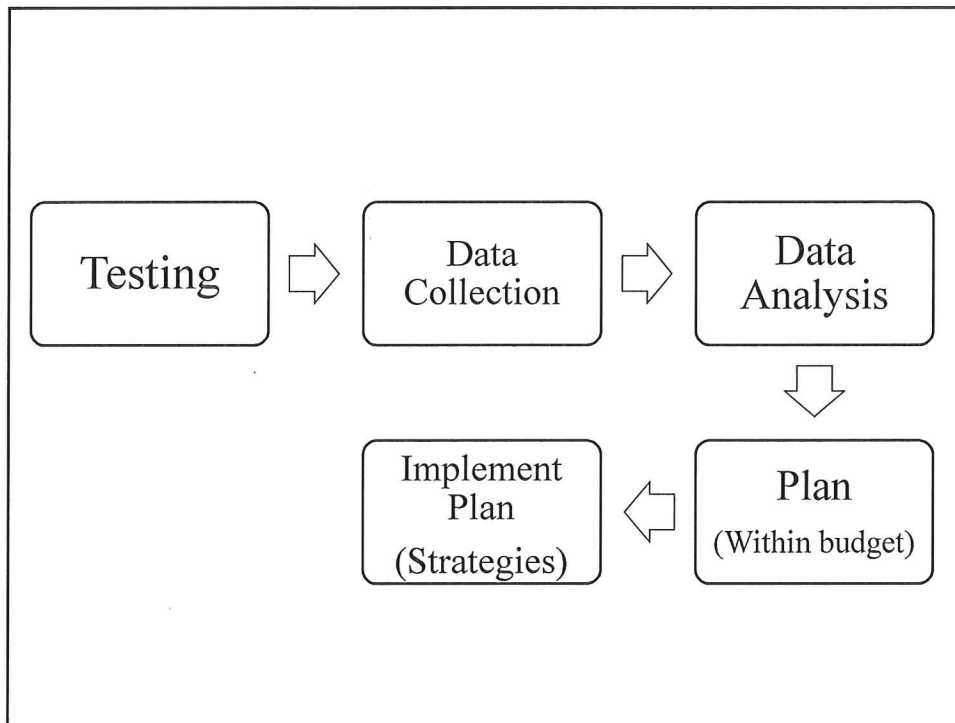 Testing
Data
Collection
Data
Analysis
Implement
Plan
(Strategies)
Plan
(Within budget)